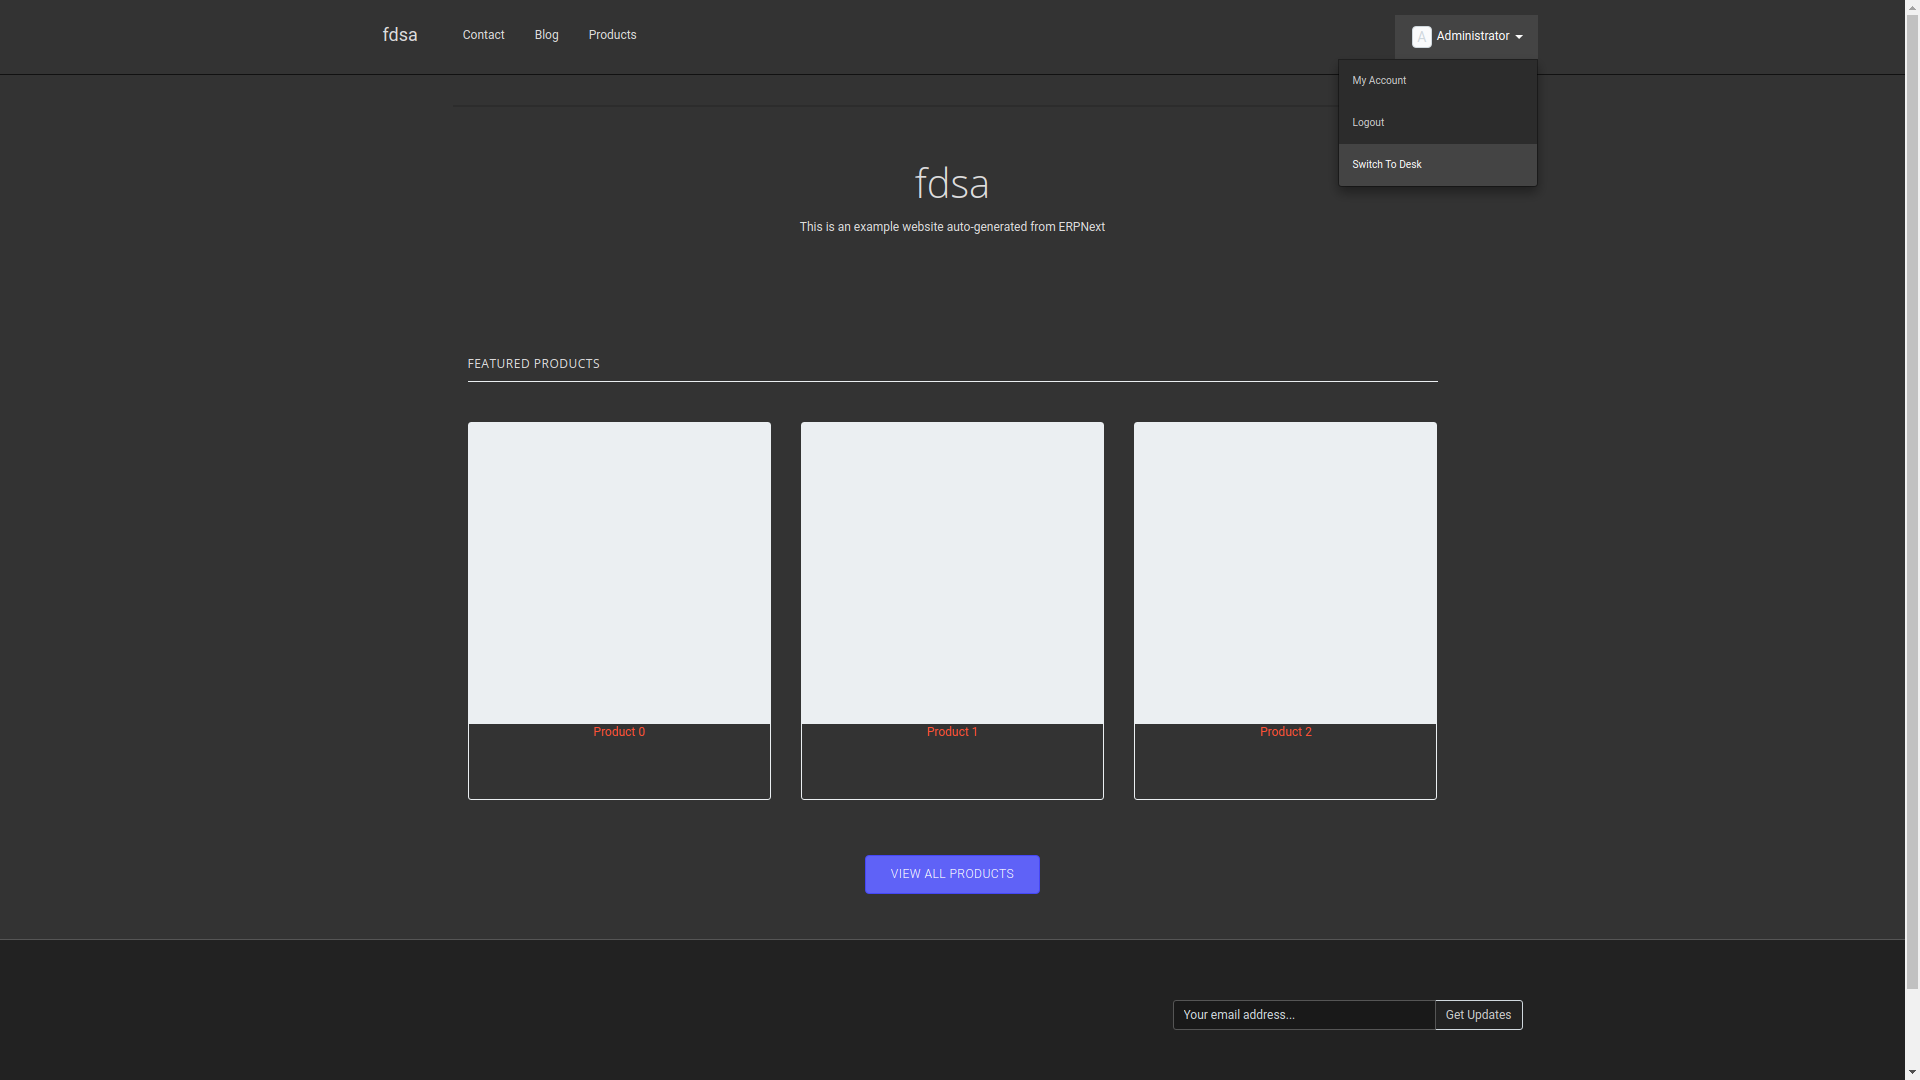 fdsa
Contact
Blog
Products
A
Administrator
My Account
Logout
Switch To Desk
fdsa
This is an example website auto-generated from ERPNext
FEATURED PRODUCTS
Product 0
Product 1
Product 2
VIEW ALL PRODUCTS
Your email address...
Get Updates